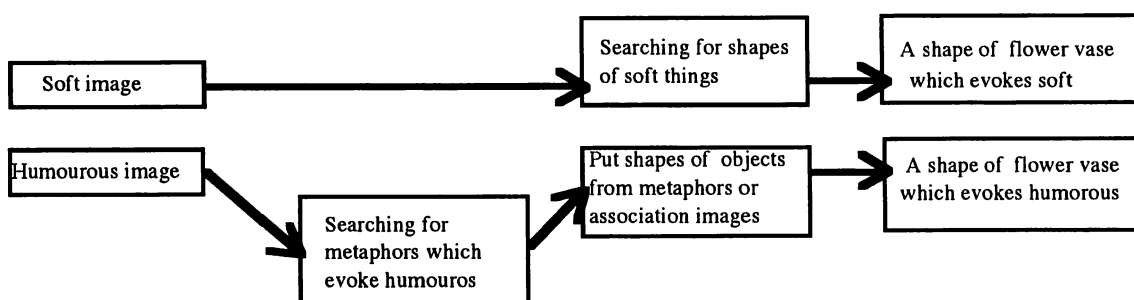 Soft image
Searching for shapes
of soft things
A shape of flower vase
which evokes soft
Humourous image
Searching for
metaphors which
evoke humouros
Put shapes of objects
from metaphors or
association images
A shape of flower vase
which evokes humorous